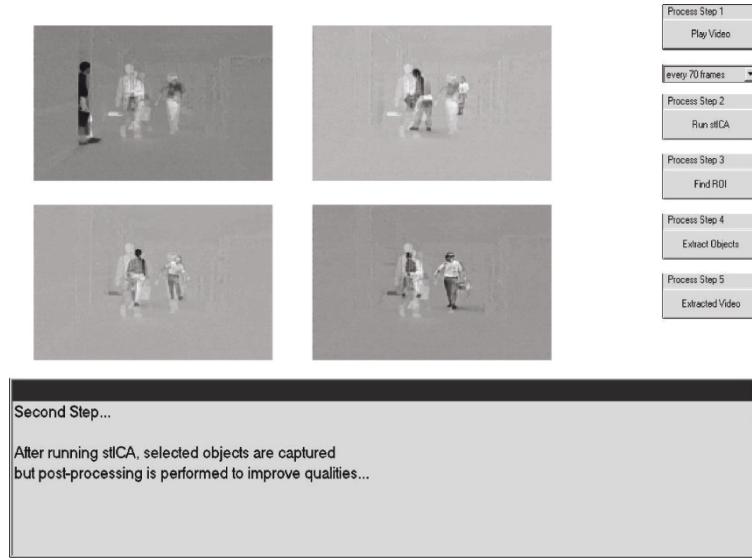 Process Step 1
Play Video
every 70 frames
Process Step 2
Run stICA
Process Step 3
Find ROI
Process Step 4
Extract Objects
Process Step 5
Extracted Video
Second Step...
After running stICA, selected objects are captured
but post-processing is performed to improve qualities...